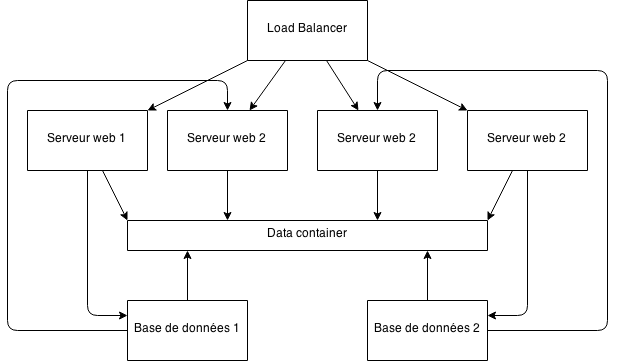 Load Balancer
Serveur web 1
Serveur web 2
Serveur web 2
Serveur web 2
Data container
Base de données 1
Base de données 2